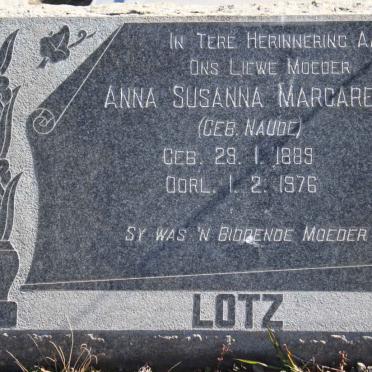 IN TERE HERINNERING A
ONS LIEWE MOEDER
ANNA SUSANNA MARGARE
(GEB. NAUDE)
GEB. 29. 1. 1889
OORL. 1. 2. 1976
SY WAS 'N BIDDENDE MOEDER
LOTZ